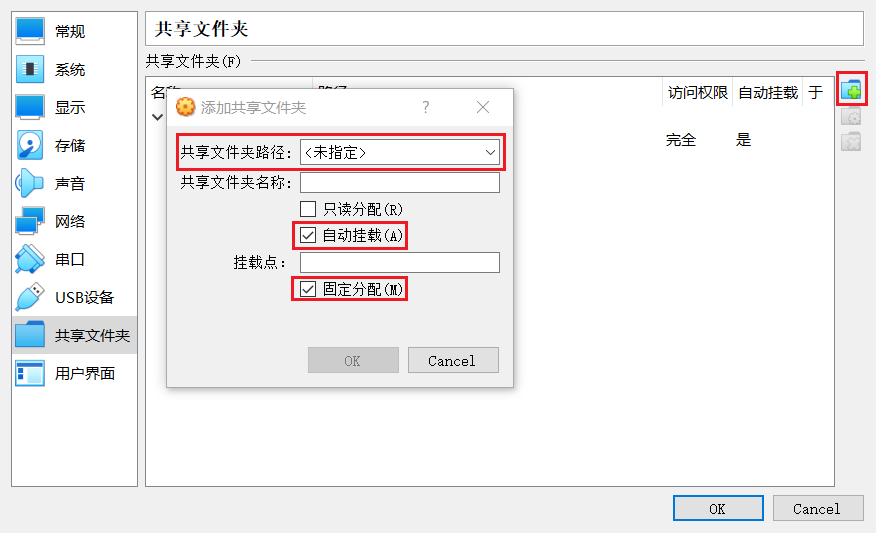 常规
系统
显示
存储
声音
网络
串口
USB设备
共享文件夹
用户界面
共享文件夹
共享文件夹(F)
访问权限 自动挂载 于
完全 是
添加共享文件夹 ?
共享文件夹路径: <未指定>
共享文件夹名称:
只读分配(R)
自动挂载(A)
挂载点:
固定分配(M)
OK Cancel
OK Cancel